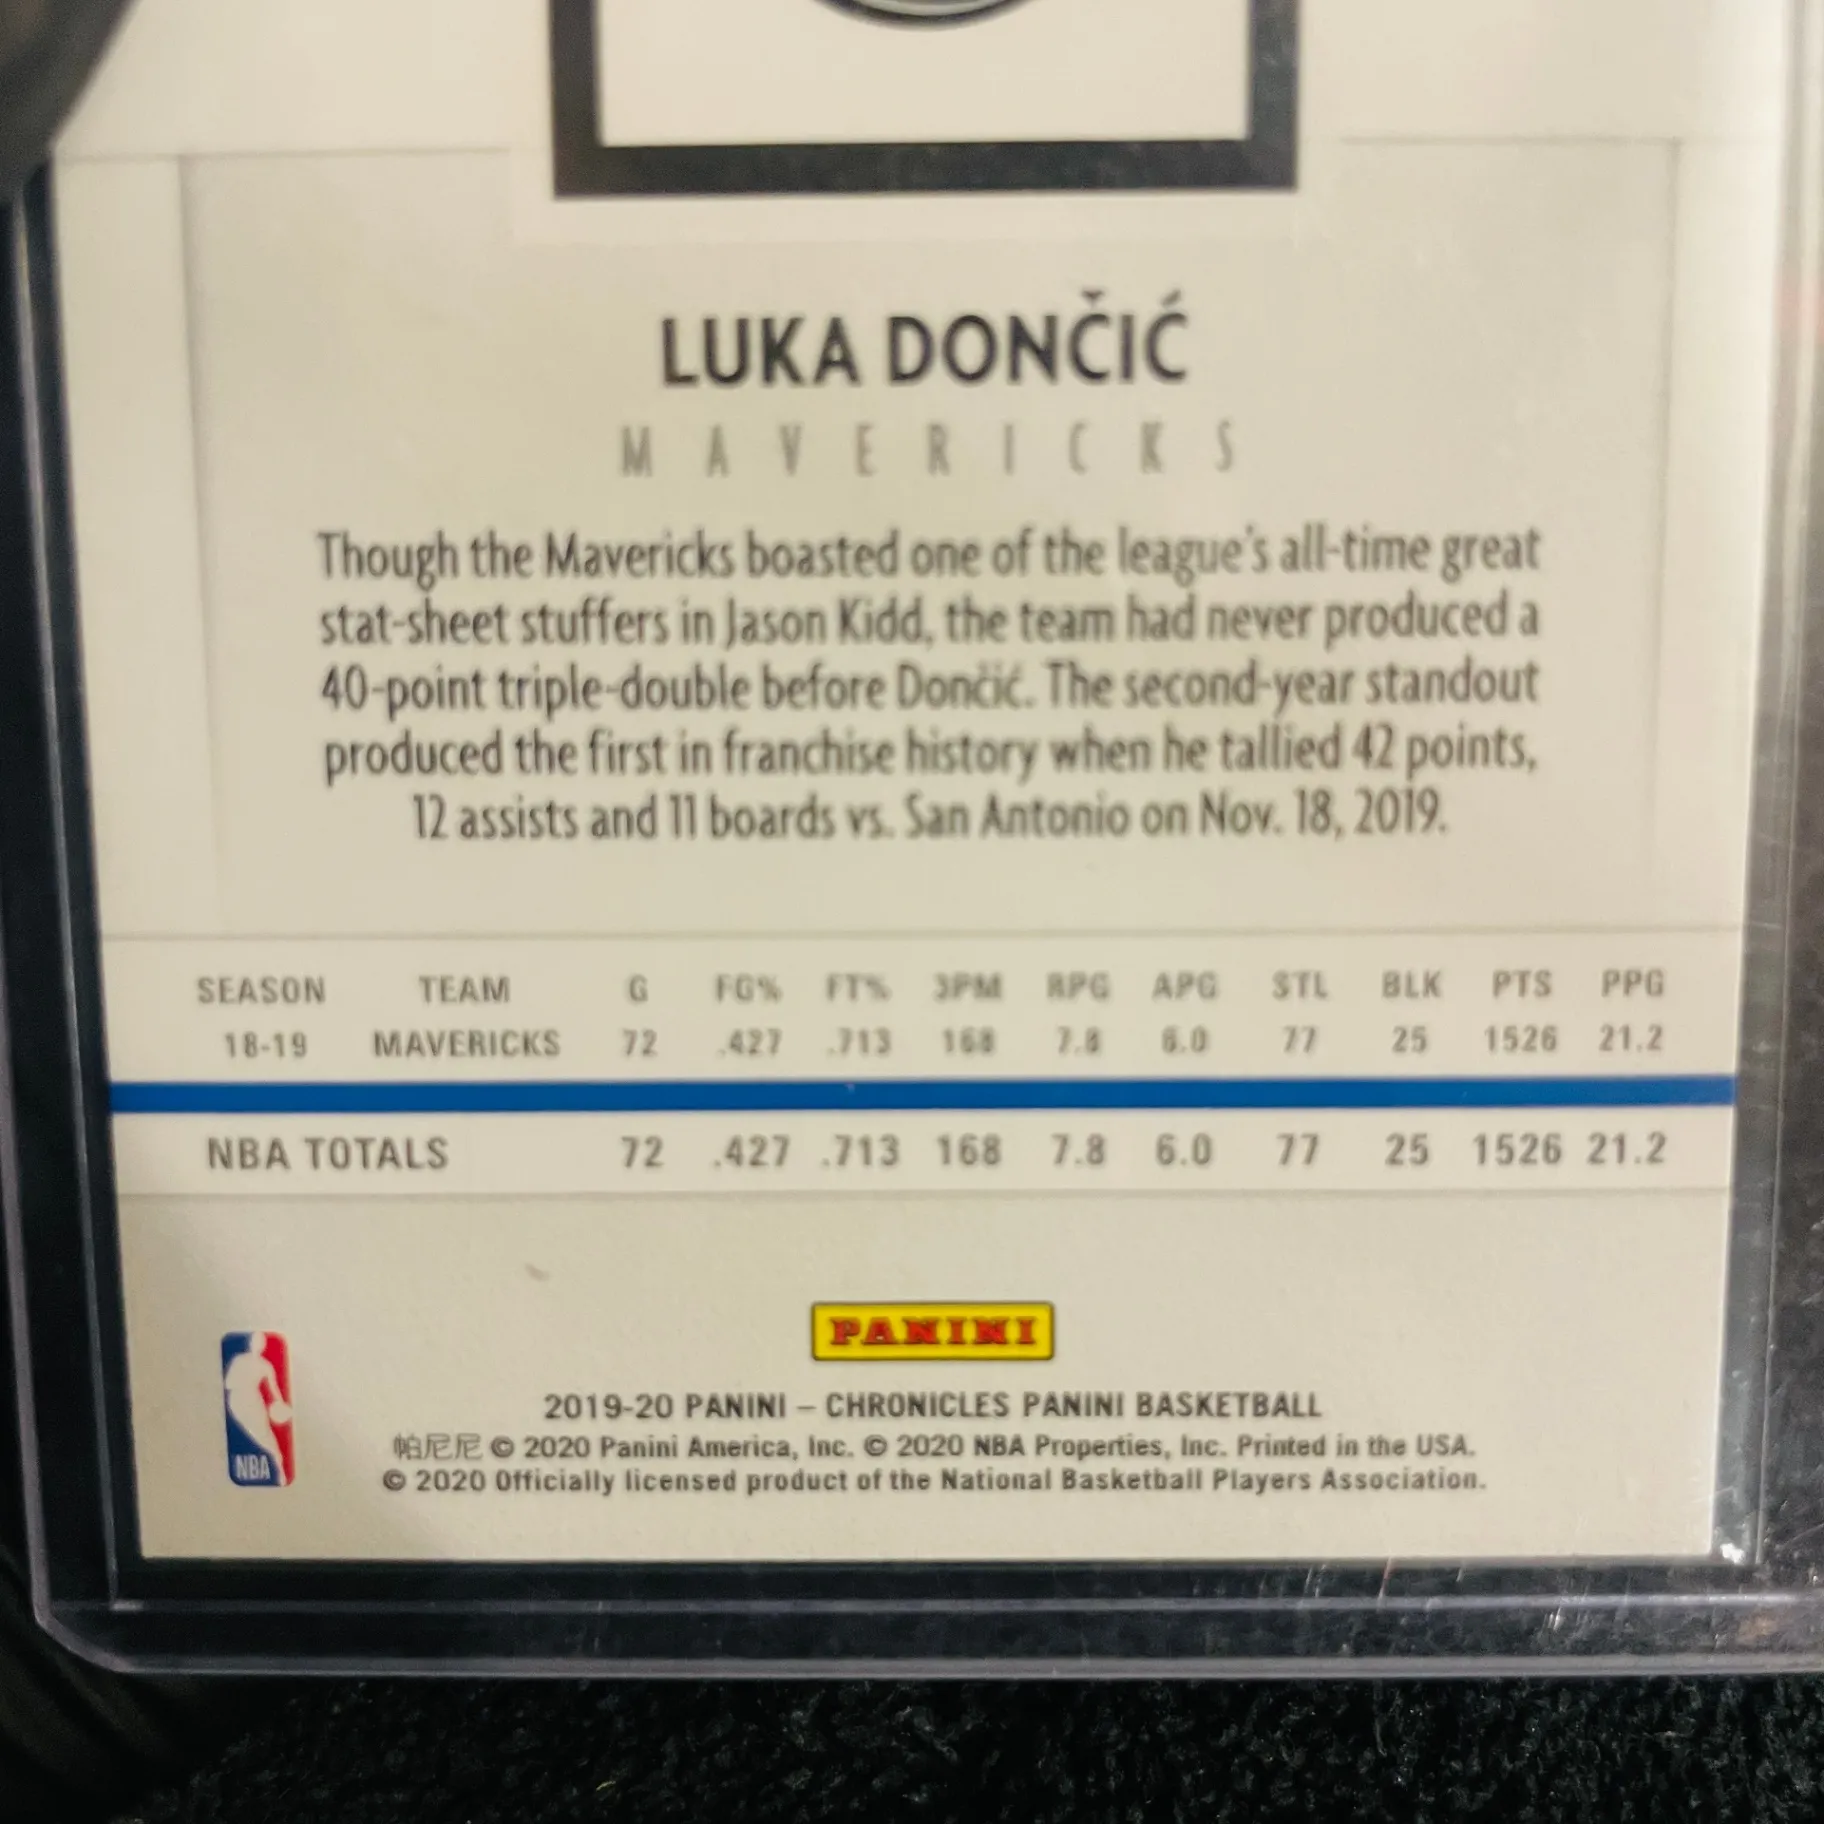 LUKA DONČIĆ
MAVERICKS
Though the Mavericks boasted one of the league's all-time great
stat-sheet stuffers in Jason Kidd, the team had never produced a
40-point triple-double before Dončić. The second-year standout
produced the first in franchise history when he tallied 42 points,
12 assists and 11 boards vs. San Antonio on Nov. 18, 2019.
SEASON TEAM G FG% FT% 3PM RPG APG STL BLK PTS PPG
18-19 MAVERICKS 72 .427 .713 168 7.8 6.0 77 25 1526 21.2
NBA TOTALS 72 .427 .713 168 7.8 6.0 77 25 1526 21.2
PANINI
NBA
2019-20 PANINI – CHRONICLES PANINI BASKETBALL
帕尼尼 © 2020 Panini America, Inc. © 2020 NBA Properties, Inc. Printed in the USA.
© 2020 Officially licensed product of the National Basketball Players Association.